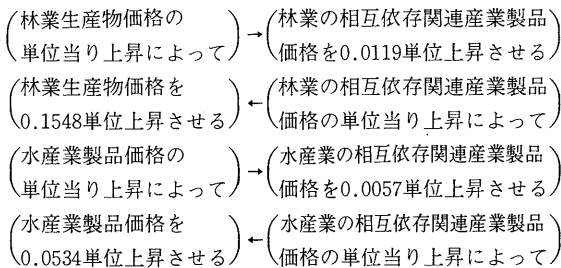 林業生産物価格の 林業の相互依存関連産業製品
単位当り上昇によって → 価格を0.0119単位上昇させる
林業生産物価格を 林業の相互依存関連産業製品
0.1548単位上昇させる ← 価格の単位当り上昇によって
水産業製品価格の 水産業の相互依存関連産業製品
単位当り上昇によって → 価格を0.0057単位上昇させる
水産業製品価格を 水産業の相互依存関連産業製品
0.0534単位上昇させる ← 価格の単位当り上昇によって